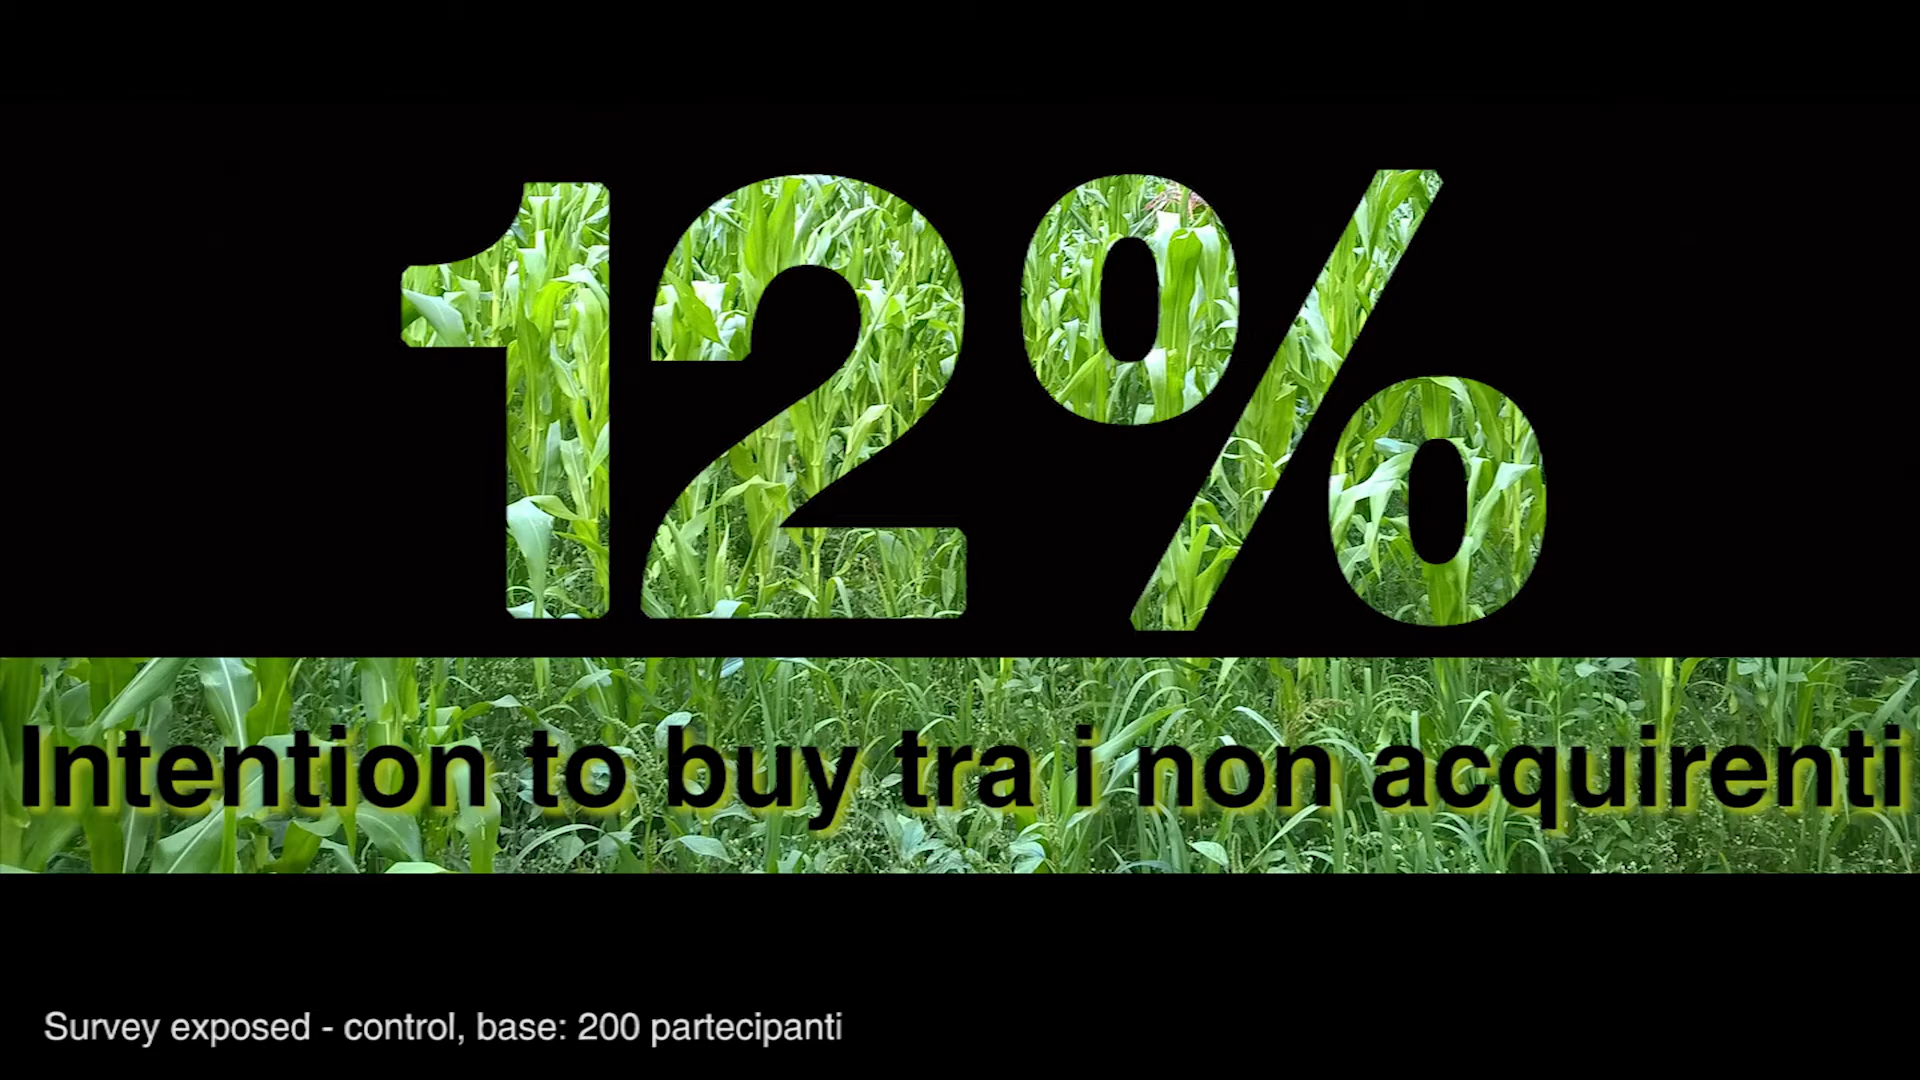 12%
Intention to buy tra i non acquirenti
Survey exposed - control, base: 200 partecipanti